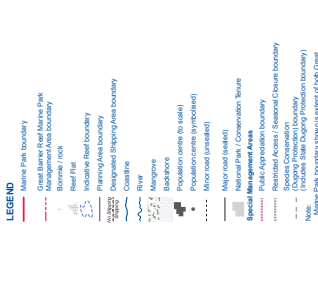 LEGEND
Marine Park boundary
Great Barrier Reef Marine Park
Management Area boundary
Bommie / rock
Reef Flat
Indicative Reef boundary
Planning Area boundary
No Shipping
Shipping
Designated Shipping Area boundary
Coastline
River
Mangrove
Backshore
Population centre (to scale)
Population centre (symbolised)
Minor road (unsealed)
Major road (sealed)
National Park / Conservation Tenure
Special Management Areas
Public Appreciation boundary
Restricted Access / Seasonal Closure boundary
Species Conservation
(Dugong Protection) boundary
(Includes State Dugong Protection boundary)
Note:
Marine Park boundary shown is extent of both Great